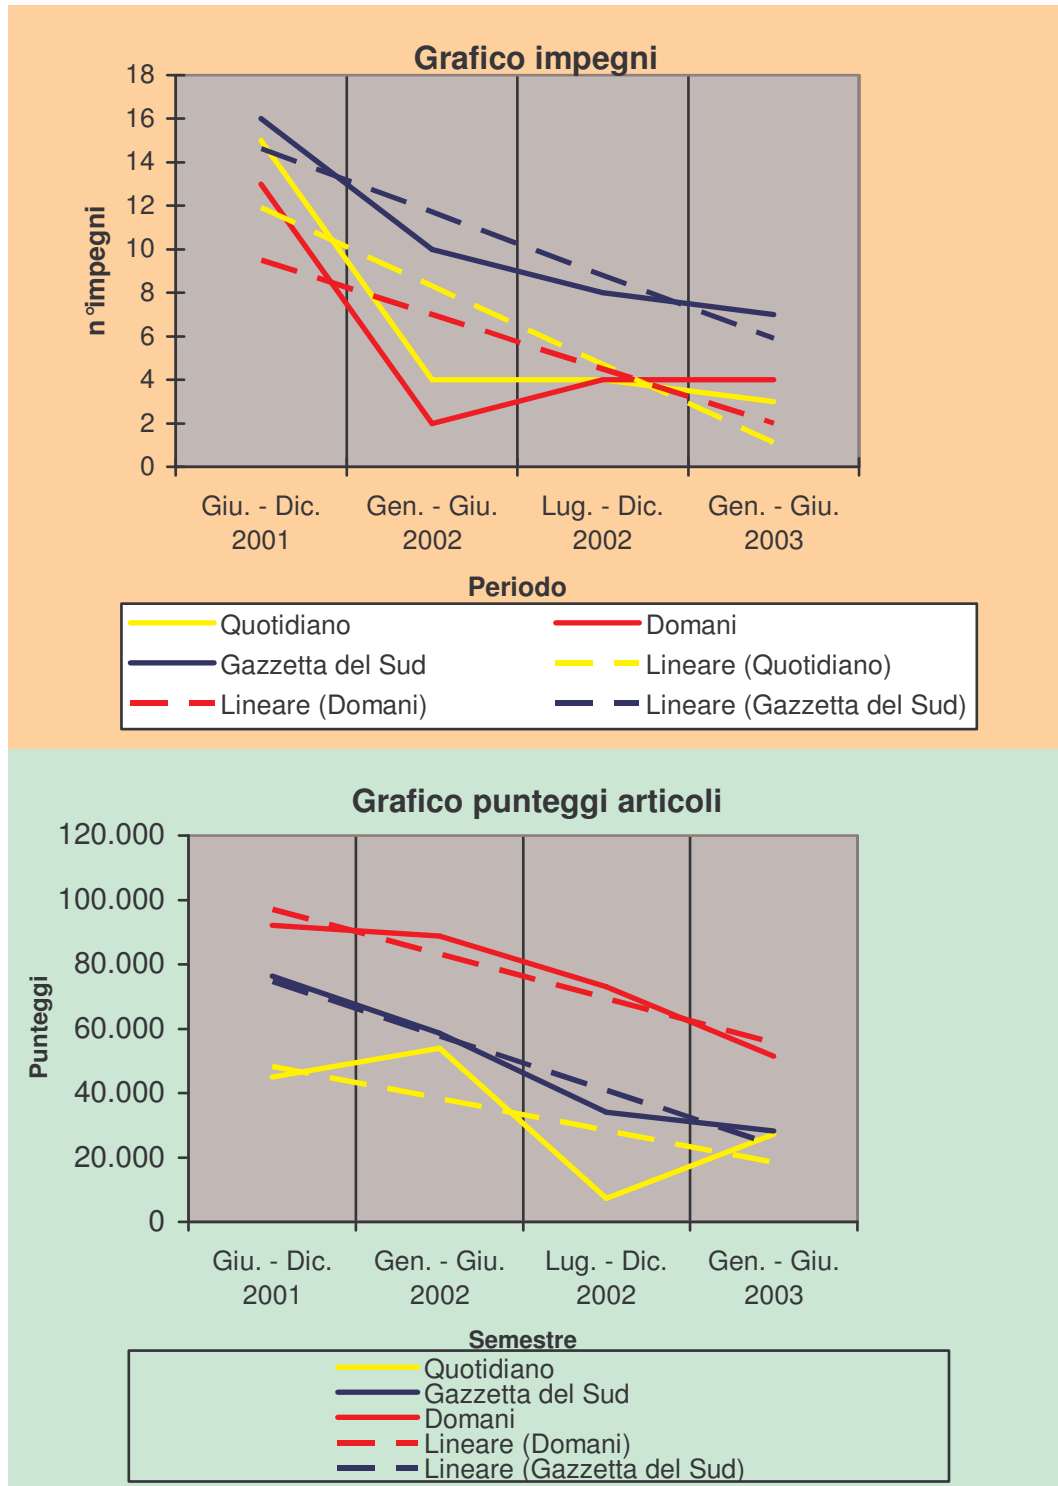 Grafico impegni
18
16
14
12
10
8
6
4
2
0
n°impegni
Giu. - Dic. 2001
Gen. - Giu. 2002
Lug. - Dic. 2002
Gen. - Giu. 2003
Periodo
Quotidiano
Domani
Gazzetta del Sud
Lineare (Quotidiano)
Lineare (Domani)
Lineare (Gazzetta del Sud)
Grafico punteggi articoli
120.000
100.000
80.000
60.000
40.000
20.000
0
Punteggi
Giu. - Dic. 2001
Gen. - Giu. 2002
Lug. - Dic. 2002
Gen. - Giu. 2003
Semestre
Quotidiano
Gazzetta del Sud
Domani
Lineare (Domani)
Lineare (Gazzetta del Sud)